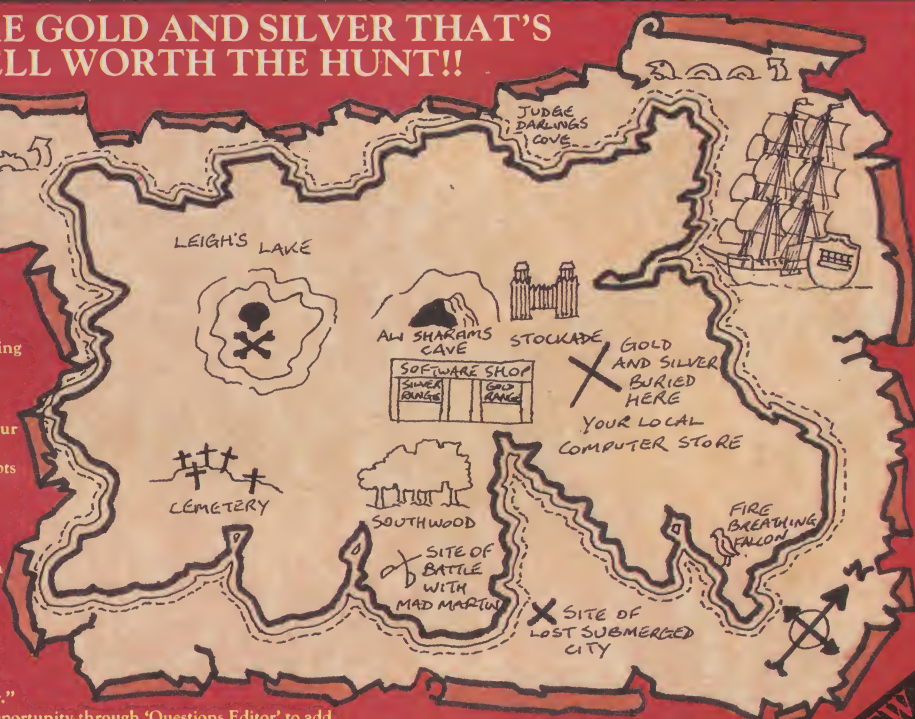 E GOLD AND SILVER THAT'S
LL WORTH THE HUNT!!
JUDGE
DARLINGS
COVE
LEIGH'S LAKE
ALI SHARAMS
CAVE
STOCKADE
GOLD
AND SILVER
BURIED
HERE
YOUR LOCAL
COMPUTER STORE
SOFTWARE SHOP
SILVER
RANGE
GOLD
RANGE
CEMETERY
SOUTHWOOD
SITE OF
BATTLE
WITH
MAD MARTIN
FIRE
BREATHING
FALCON
SITE OF
LOST SUBMERGED
CITY
ing
ur
pts
."
portunity through 'Questions Editor' to add